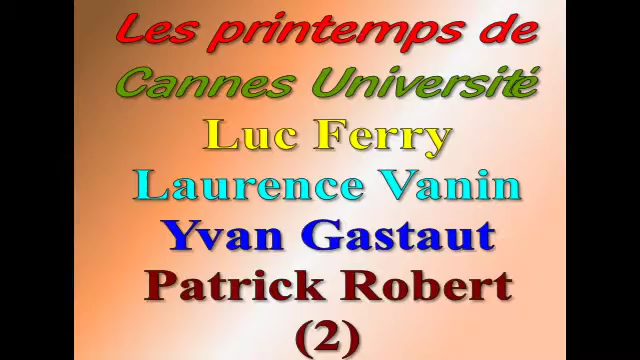 Les printemps de
Cannes Université
Luc Ferry
Laurence Vanin
Yvan Gastaut
Patrick Robert
(2)